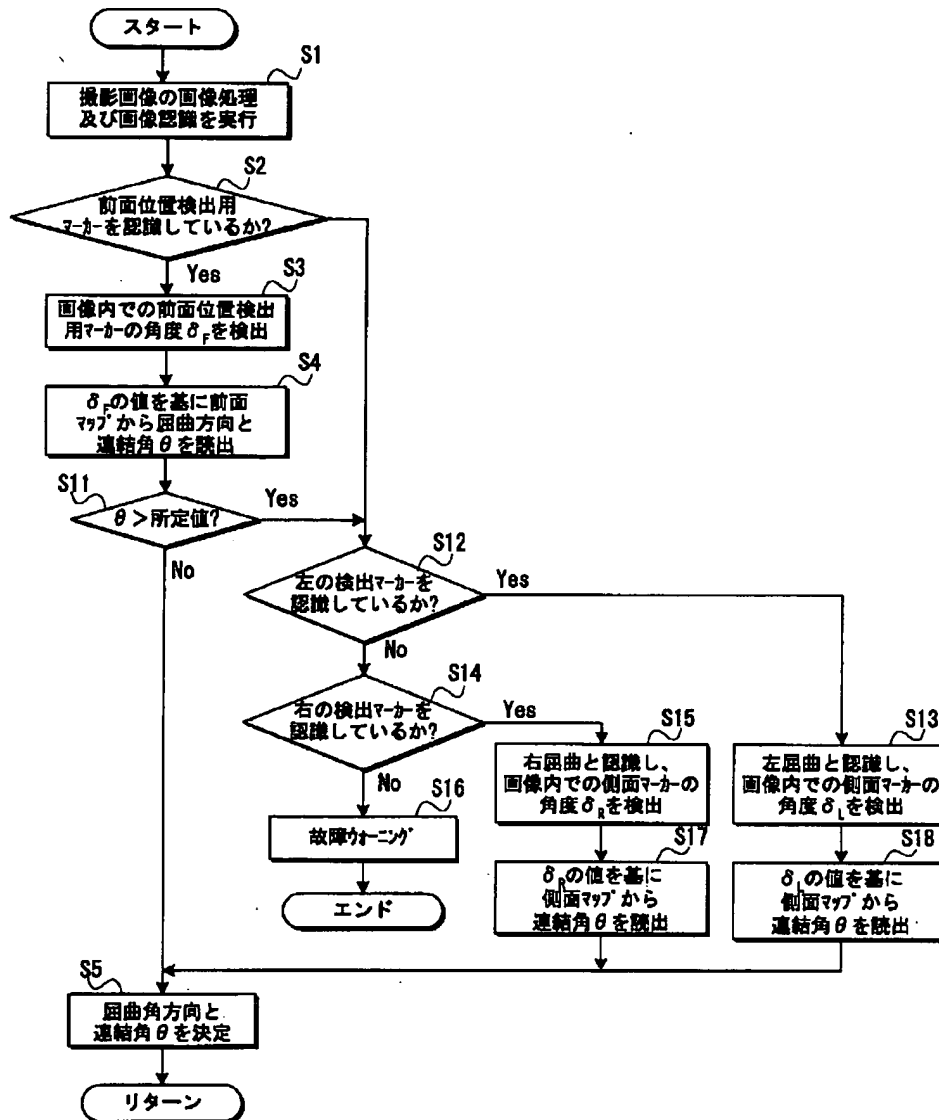 スタート
S1
撮影画像の画像処理
及び画像認識を実行
S2
前面位置検出用
マーカーを認識しているか?
Yes
S3
画像内での前面位置検出
用マーカーの角度δFを検出
S4
δFの値を基に前面
マップから屈曲方向と
連結角θを読出
S11
θ>所定値?
Yes
No
S12
左の検出マーカーを
認識しているか?
Yes
No
S14
右の検出マーカーを
認識しているか?
Yes
No
S15
右屈曲と認識し、
画像内での側面マーカーの
角度δRを検出
S13
左屈曲と認識し、
画像内での側面マーカーの
角度δLを検出
S16
故障ウォーニング
エンド
S17
δRの値を基に
側面マップから
連結角θを読出
S18
δLの値を基に
側面マップから
連結角θを読出
S5
屈曲角方向と
連結角θを決定
リターン